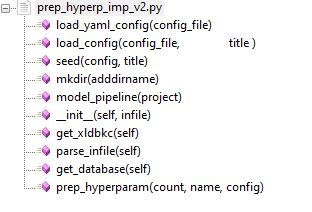 prep_hyperp_imp_v2.py
load_yaml_config(config_file)
load_config(config_file, title )
seed(config, title)
mkdir(adddirname)
model_pipeline(project)
__init__(self, infile)
get_xldbkc(self)
parse_infile(self)
get_database(self)
prep_hyperparam(count, name, config)